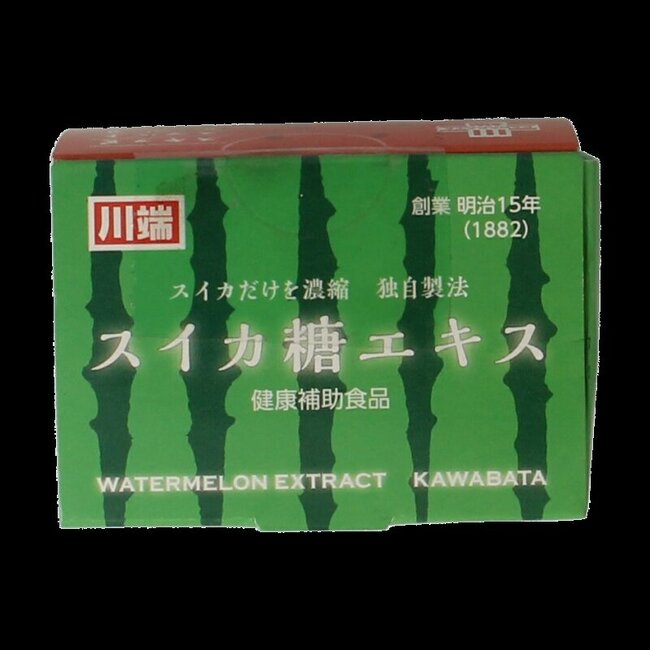 川端
創業 明治15年
(1882)
スイカだけを濃縮 独自製法
スイカ糖エキス
健康補助食品
WATERMELON EXTRACT KAWABATA